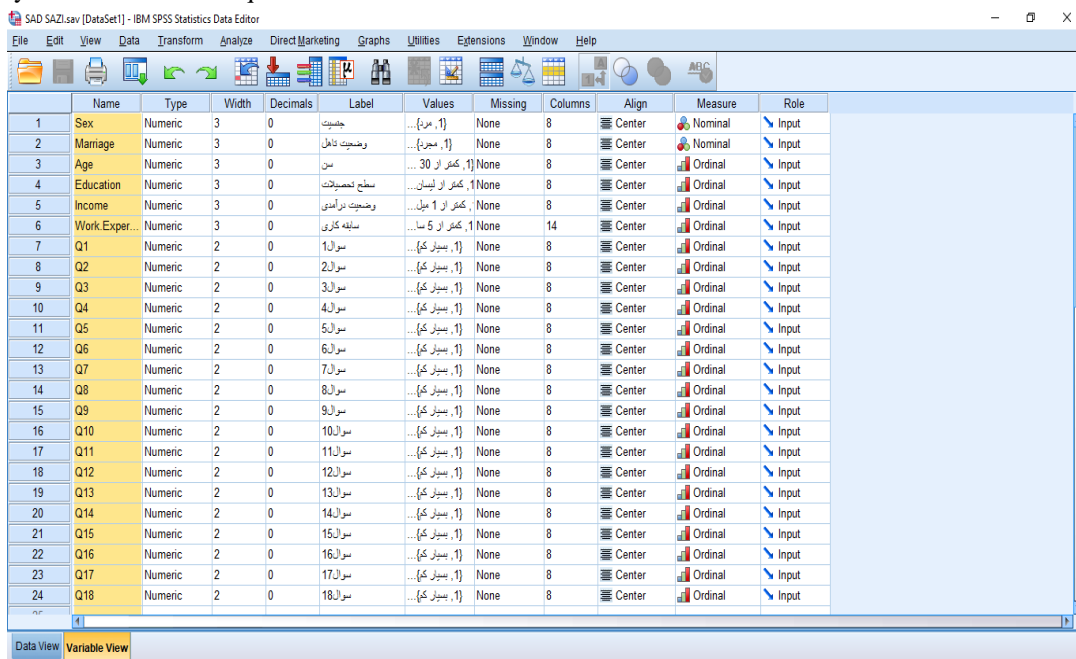 SAD SAZI.sav [DataSet1] - IBM SPSS Statistics Data Editor
File Edit View Data Transform Analyze Direct Marketing Graphs Utilities Extensions Window Help
Name Type Width Decimals Label Values Missing Columns Align Measure Role
1 Sex Numeric 3 0 جنسیت {1, مرد}... None 8 Center Nominal Input
2 Marriage Numeric 3 0 وضعیت تاهل {1, مجرد}... None 8 Center Nominal Input
3 Age Numeric 3 0 سن {1, کمتر از 30 ... None 8 Center Ordinal Input
4 Education Numeric 3 0 سطح تحصیلات 1, کمتر از لیسان... None 8 Center Ordinal Input
5 Income Numeric 3 0 وضعیت درآمدی , کمتر از 1 میل... None 8 Center Ordinal Input
6 Work.Exper... Numeric 3 0 سابقه کاری 1, کمتر از 5 سا... None 14 Center Ordinal Input
7 Q1 Numeric 2 0 سوال1 {1, بسیار کم}... None 8 Center Ordinal Input
8 Q2 Numeric 2 0 سوال2 {1, بسیار کم}... None 8 Center Ordinal Input
9 Q3 Numeric 2 0 سوال3 {1, بسیار کم}... None 8 Center Ordinal Input
10 Q4 Numeric 2 0 سوال4 {1, بسیار کم}... None 8 Center Ordinal Input
11 Q5 Numeric 2 0 سوال5 {1, بسیار کم}... None 8 Center Ordinal Input
12 Q6 Numeric 2 0 سوال6 {1, بسیار کم}... None 8 Center Ordinal Input
13 Q7 Numeric 2 0 سوال7 {1, بسیار کم}... None 8 Center Ordinal Input
14 Q8 Numeric 2 0 سوال8 {1, بسیار کم}... None 8 Center Ordinal Input
15 Q9 Numeric 2 0 سوال9 {1, بسیار کم}... None 8 Center Ordinal Input
16 Q10 Numeric 2 0 سوال10 {1, بسیار کم}... None 8 Center Ordinal Input
17 Q11 Numeric 2 0 سوال11 {1, بسیار کم}... None 8 Center Ordinal Input
18 Q12 Numeric 2 0 سوال12 {1, بسیار کم}... None 8 Center Ordinal Input
19 Q13 Numeric 2 0 سوال13 {1, بسیار کم}... None 8 Center Ordinal Input
20 Q14 Numeric 2 0 سوال14 {1, بسیار کم}... None 8 Center Ordinal Input
21 Q15 Numeric 2 0 سوال15 {1, بسیار کم}... None 8 Center Ordinal Input
22 Q16 Numeric 2 0 سوال16 {1, بسیار کم}... None 8 Center Ordinal Input
23 Q17 Numeric 2 0 سوال17 {1, بسیار کم}... None 8 Center Ordinal Input
24 Q18 Numeric 2 0 سوال18 {1, بسیار کم}... None 8 Center Ordinal Input
Data View Variable View